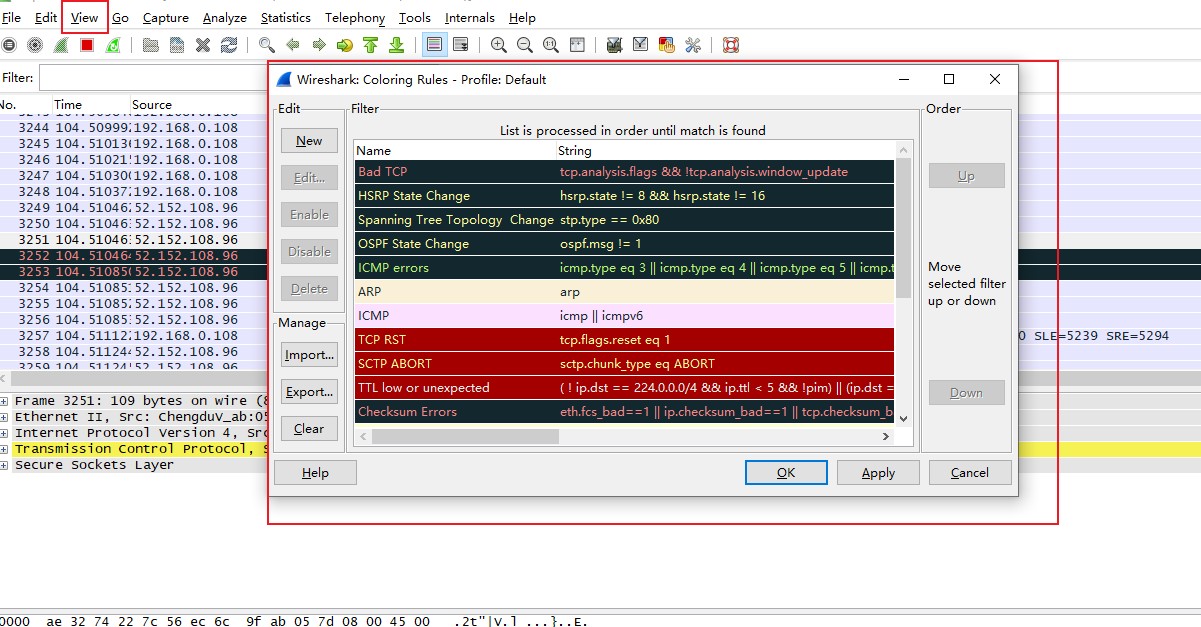 File Edit View Go Capture Analyze Statistics Telephony Tools Internals Help
Filter:
No. Time Source
3244 104.50999 192.168.0.108
3245 104.51013 192.168.0.108
3246 104.51021 192.168.0.108
3247 104.51030 192.168.0.108
3248 104.51037 192.168.0.108
3249 104.51046 52.152.108.96
3250 104.51046 52.152.108.96
3251 104.51046 52.152.108.96
3252 104.51046 52.152.108.96
3253 104.51085 52.152.108.96
3254 104.51085 52.152.108.96
3255 104.51085 52.152.108.96
3256 104.51085 52.152.108.96
3257 104.51112 192.168.0.108 SLE=5239 SRE=5294
3258 104.51124 52.152.108.96
Frame 3251: 109 bytes on wire (8
Ethernet II, Src: ChengduV_ab:05
Internet Protocol Version 4, Src
Transmission Control Protocol, S
Secure Sockets Layer
0000 ae 32 74 22 7c 56 ec 6c 9f ab 05 7d 08 00 45 00 .2t"|V.l ...}..E.
Wireshark: Coloring Rules - Profile: Default
Edit
New
Edit...
Enable
Disable
Delete
Manage
Import...
Export...
Clear
Filter
List is processed in order until match is found
Name String
Bad TCP tcp.analysis.flags && !tcp.analysis.window_update
HSRP State Change hsrp.state != 8 && hsrp.state != 16
Spanning Tree Topology Change stp.type == 0x80
OSPF State Change ospf.msg != 1
ICMP errors icmp.type eq 3 || icmp.type eq 4 || icmp.type eq 5 || icmp.t
ARP arp
ICMP icmp || icmpv6
TCP RST tcp.flags.reset eq 1
SCTP ABORT sctp.chunk_type eq ABORT
TTL low or unexpected ( ! ip.dst == 224.0.0.0/4 && ip.ttl < 5 && !pim) || (ip.dst =
Checksum Errors eth.fcs_bad==1 || ip.checksum_bad==1 || tcp.checksum_b
Order
Up
Move
selected filter
up or down
Down
Help
OK
Apply
Cancel